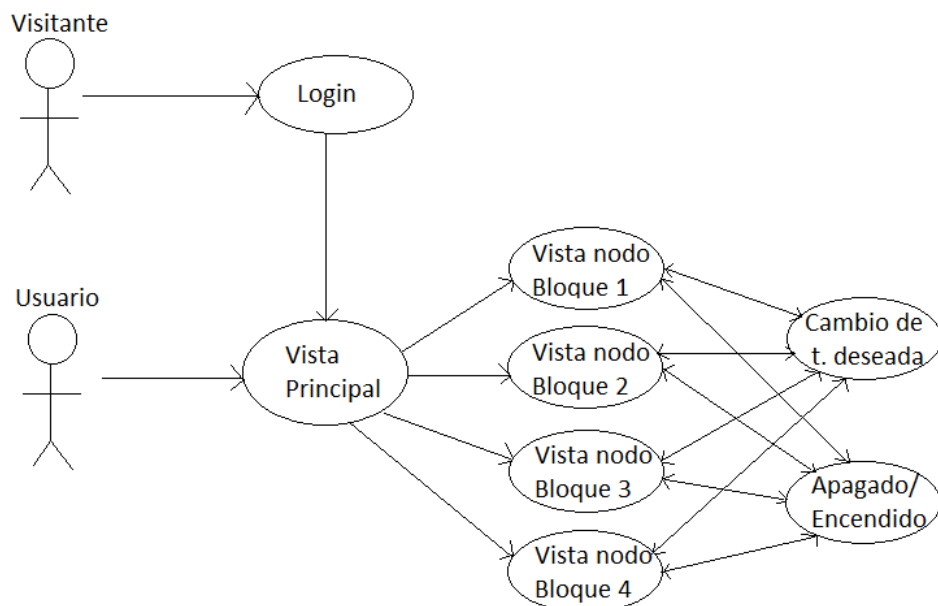 Visitante
Login
Usuario
Vista
Principal
Vista nodo
Bloque 1
Vista nodo
Bloque 2
Vista nodo
Bloque 3
Vista nodo
Bloque 4
Cambio de
t. deseada
Apagado/
Encendido